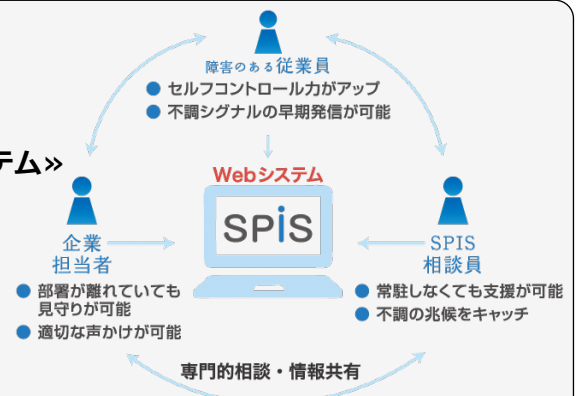 障害のある従業員
● セルフコントロール力がアップ
● 不調シグナルの早期発信が可能
テム»
Webシステム
SPiS
企業
担当者
● 部署が離れていても
見守りが可能
● 適切な声かけが可能
SPIS
相談員
● 常駐しなくても支援が可能
● 不調の兆候をキャッチ
専門的相談・情報共有